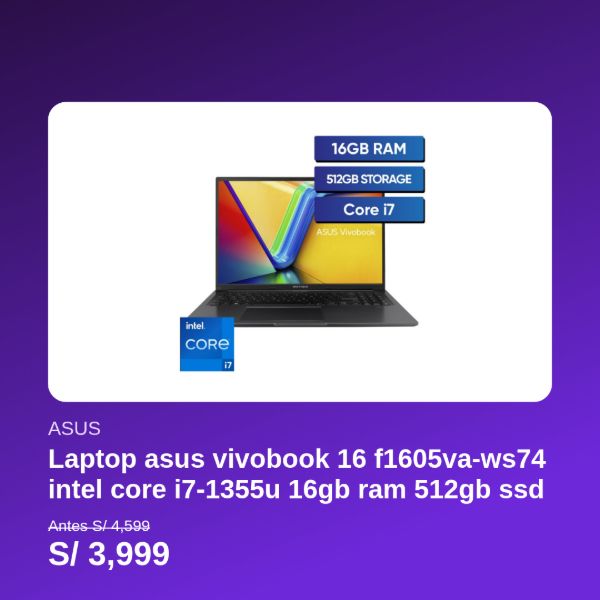 16GB RAM
512GB STORAGE
Core i7
ASUS Vivobook
intel
CORE
i7
ASUS
Laptop asus vivobook 16 f1605va-ws74
intel core i7-1355u 16gb ram 512gb ssd
Antes S/ 4,599
S/ 3,999